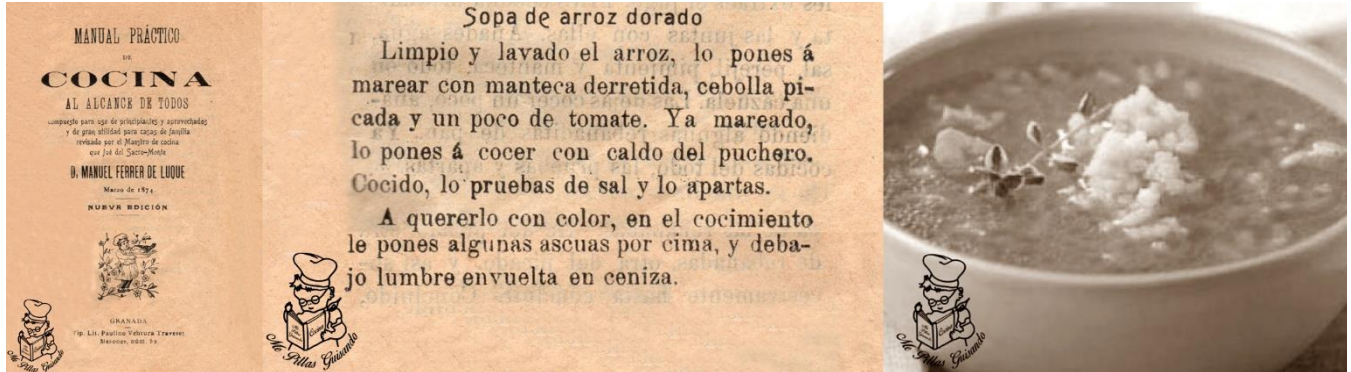 MANUAL PRÁCTICO
DE
COCINA
AL ALCANCE DE TODOS
compuesto para uso de principiantes y aprovechados
y de gran utilidad para casas de familia
revisado por el Maestro de cocina
que fué del Sacro-Monte
D. MANUEL FERRER DE LUQUE
Marzo de 1874
NUEVA EDICIÓN
GRANADA
Tip. Lit. Paulino Ventura Traveset
Mesones, núm. 52
Me Pillas Guisando
Sopa de arroz dorado
Limpio y lavado el arroz, lo pones á
marear con manteca derretida, cebolla pi-
cada y un poco de tomate. Ya mareado,
lo pones á cocer con caldo del puchero.
Cocido, lo pruebas de sal y lo apartas.
A quererlo con color, en el cocimiento
le pones algunas ascuas por cima, y deba-
jo lumbre envuelta en ceniza.
Me Pillas Guisando
Me Pillas Guisando